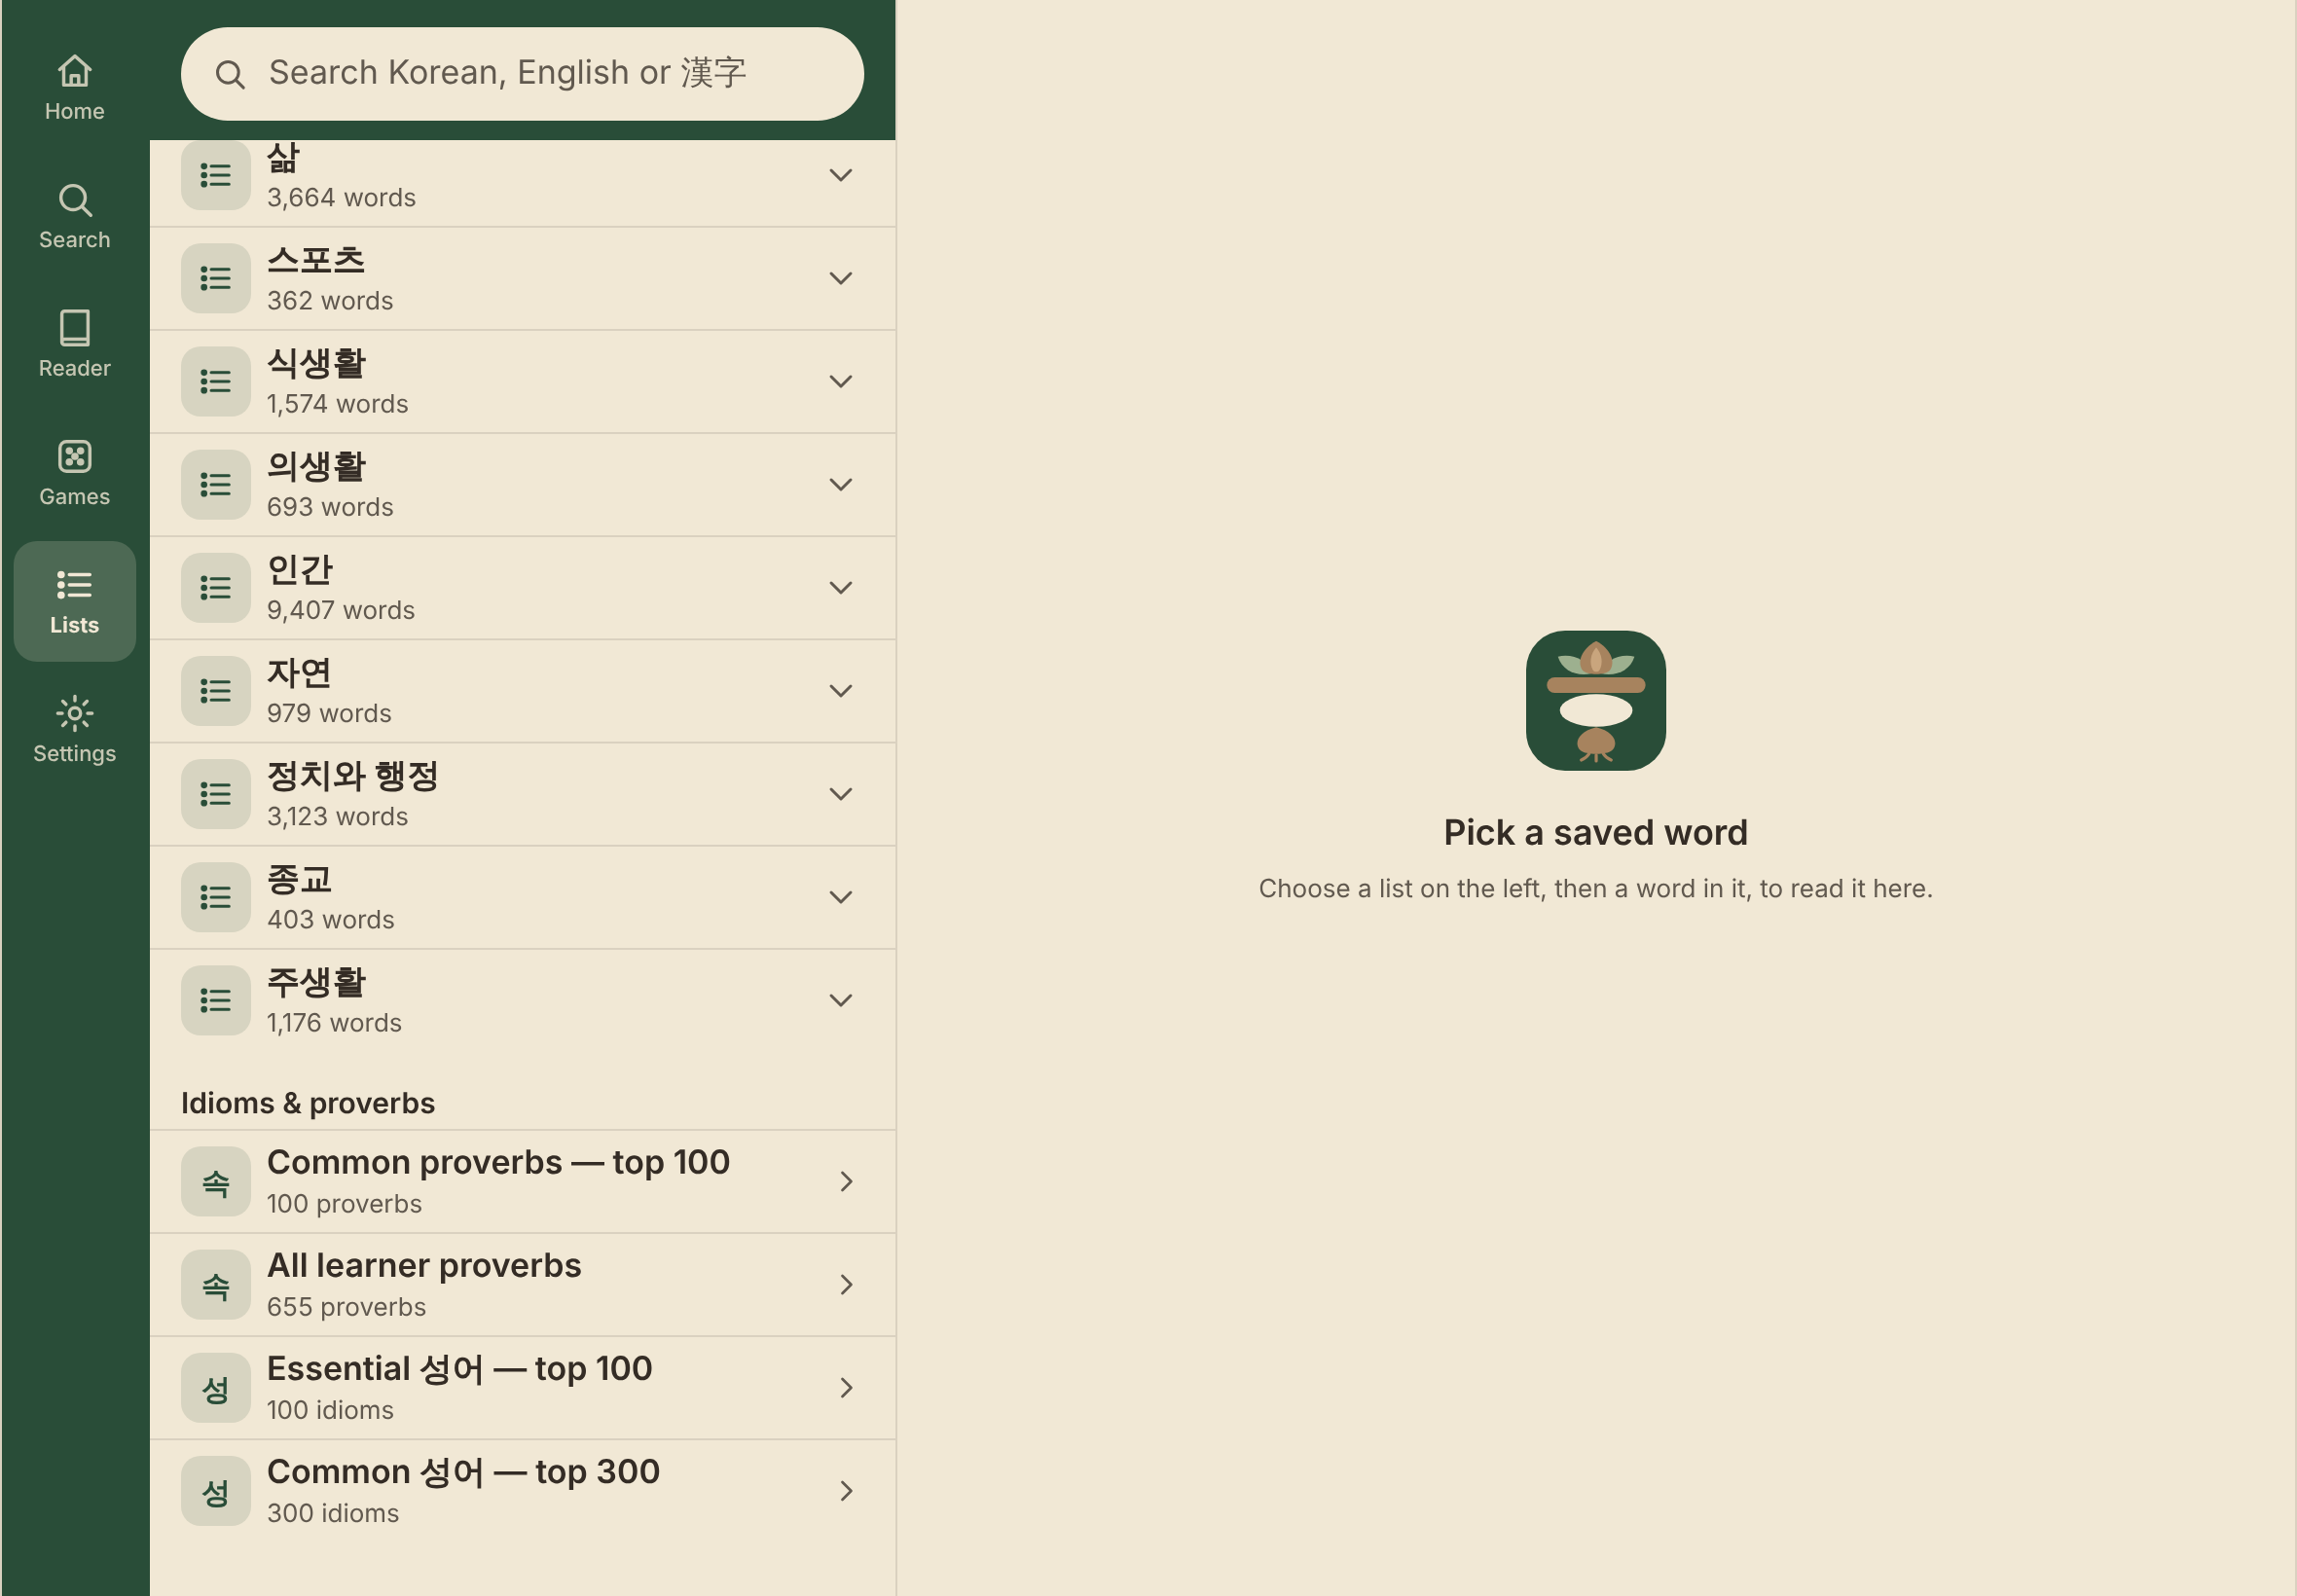 Home
Search
Reader
Games
Lists
Settings
Search Korean, English or 漢字
삶
3,664 words
스포츠
362 words
식생활
1,574 words
의생활
693 words
인간
9,407 words
자연
979 words
정치와 행정
3,123 words
종교
403 words
주생활
1,176 words
Idioms & proverbs
속
Common proverbs — top 100
100 proverbs
속
All learner proverbs
655 proverbs
성
Essential 성어 — top 100
100 idioms
성
Common 성어 — top 300
300 idioms
Pick a saved word
Choose a list on the left, then a word in it, to read it here.